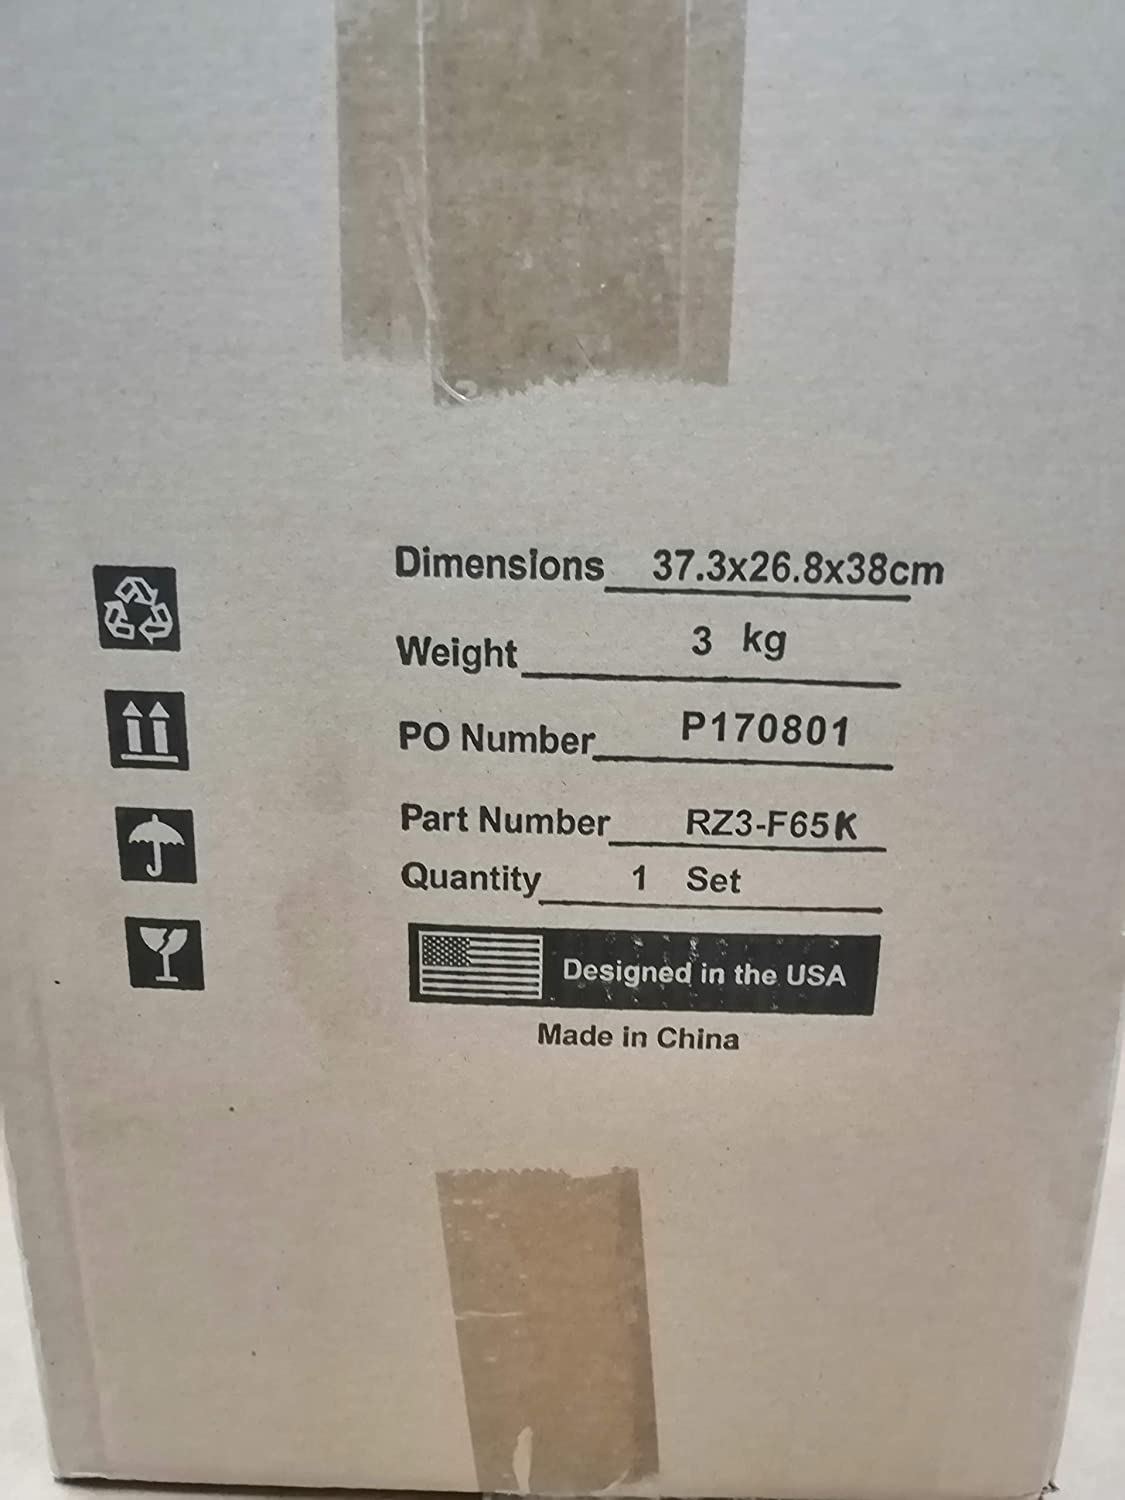 Dimensions 37.3x26.8x38cm
Weight 3 kg
PO Number P170801
Part Number RZ3-F65K
Quantity 1 Set
Designed in the USA
Made in China